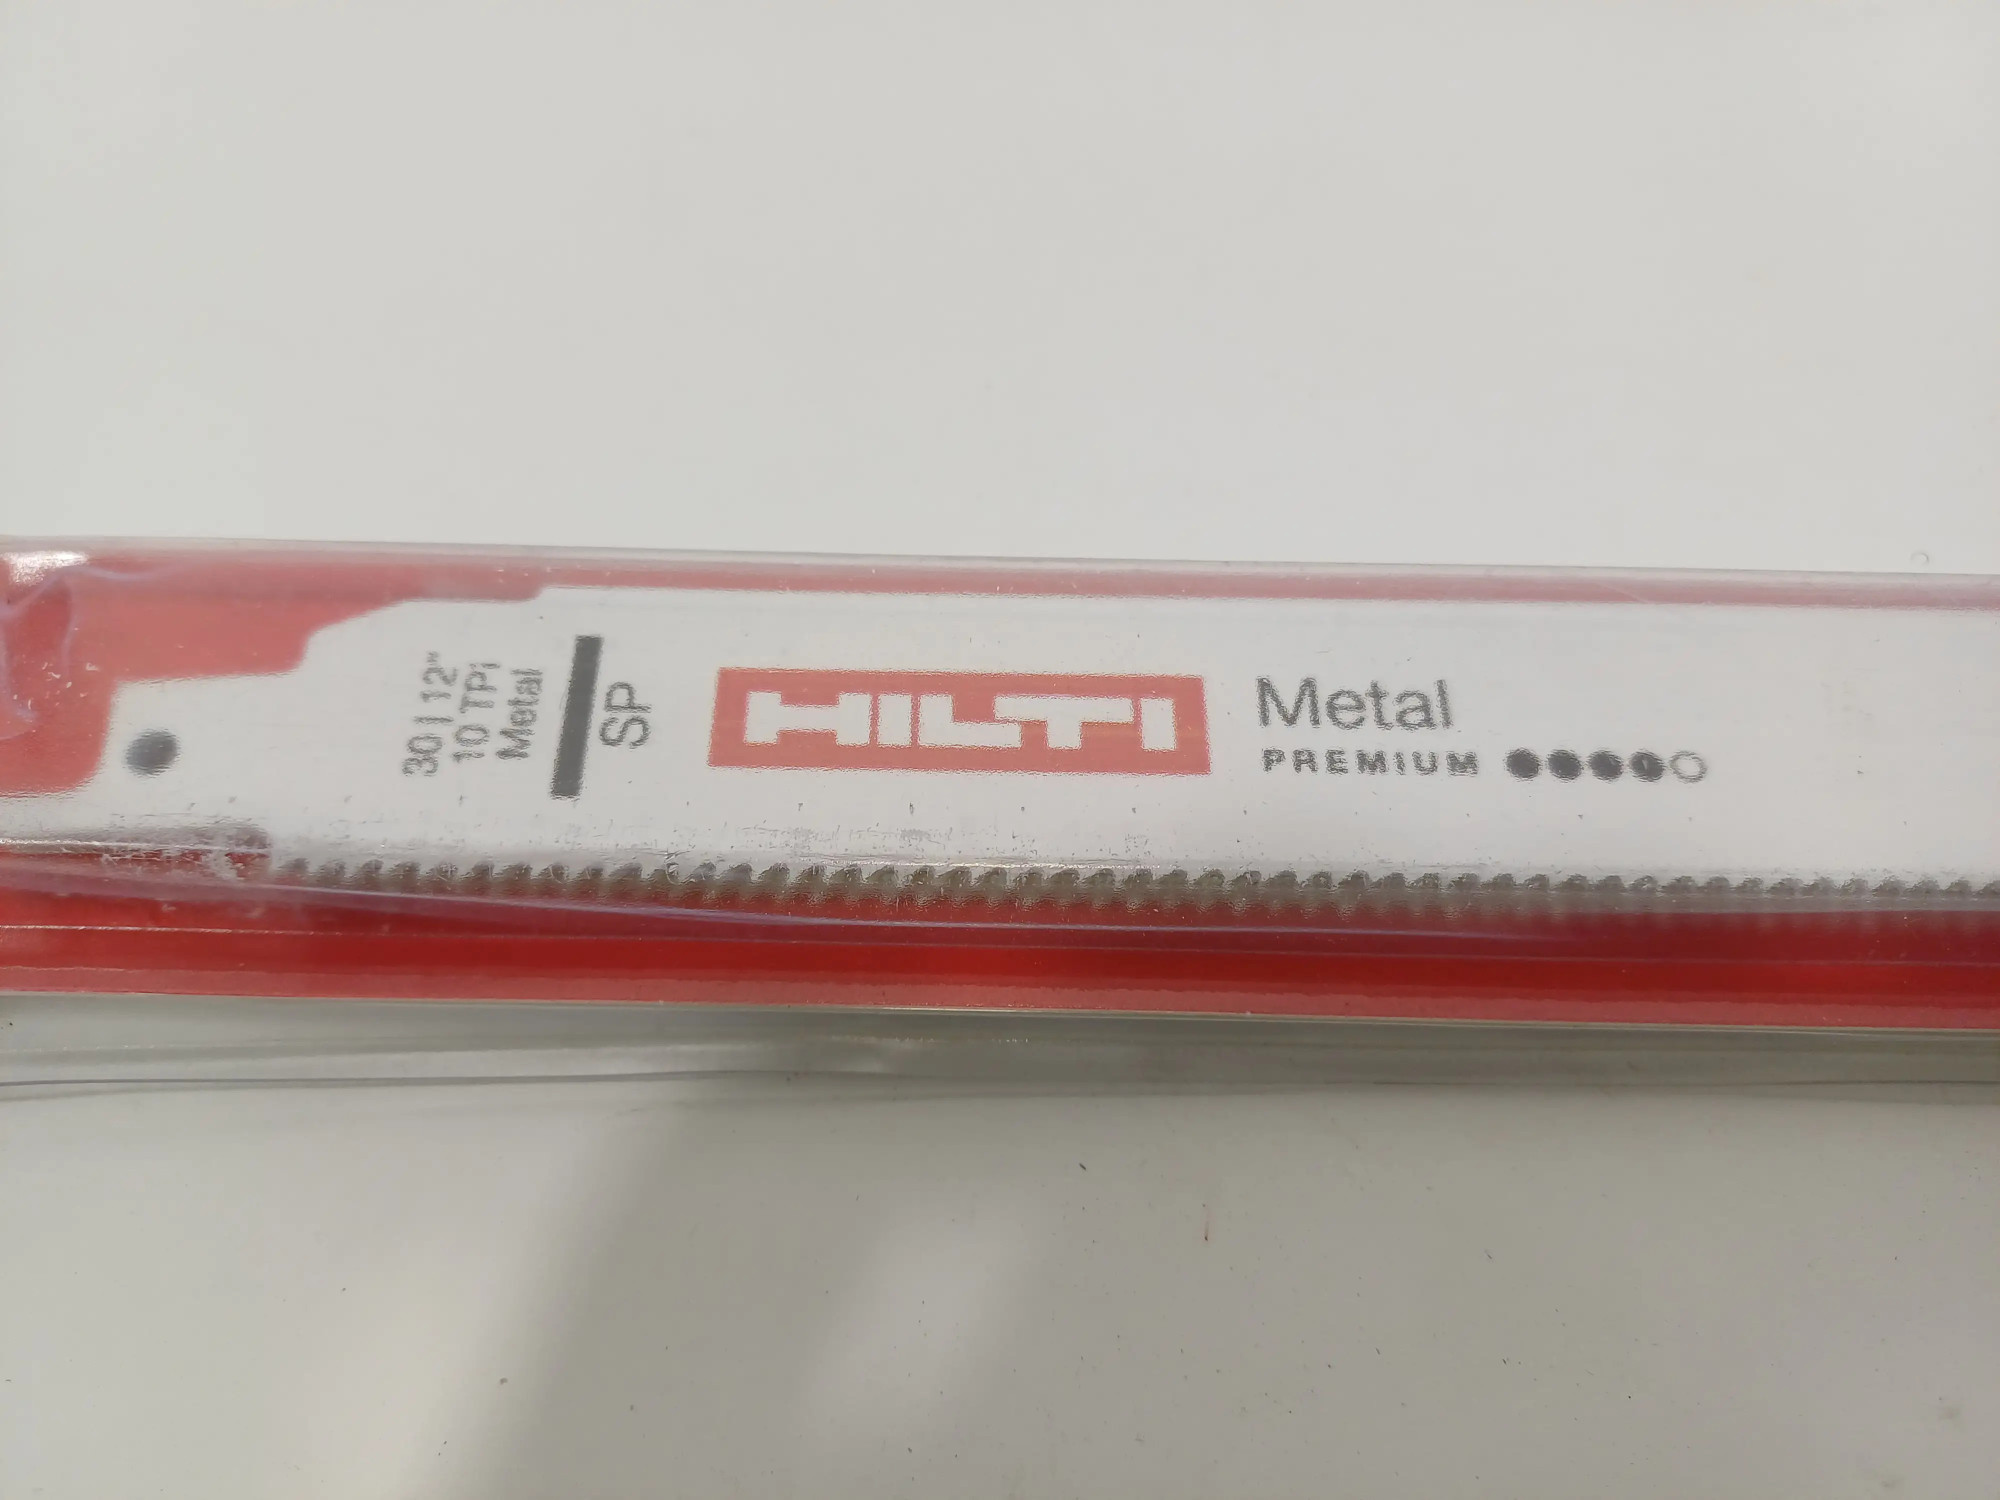 30 | 12"
10 TPi
Metal
SP
HILTI
Metal
PREMIUM